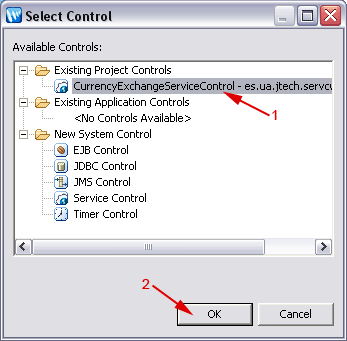 Select Control
Available Controls:
Existing Project Controls
CurrencyExchangeServiceControl - es.ua.jtech.servcw
1
Existing Application Controls
<No Controls Available>
New System Control
EJB Control
JDBC Control
JMS Control
Service Control
Timer Control
2
OK
Cancel